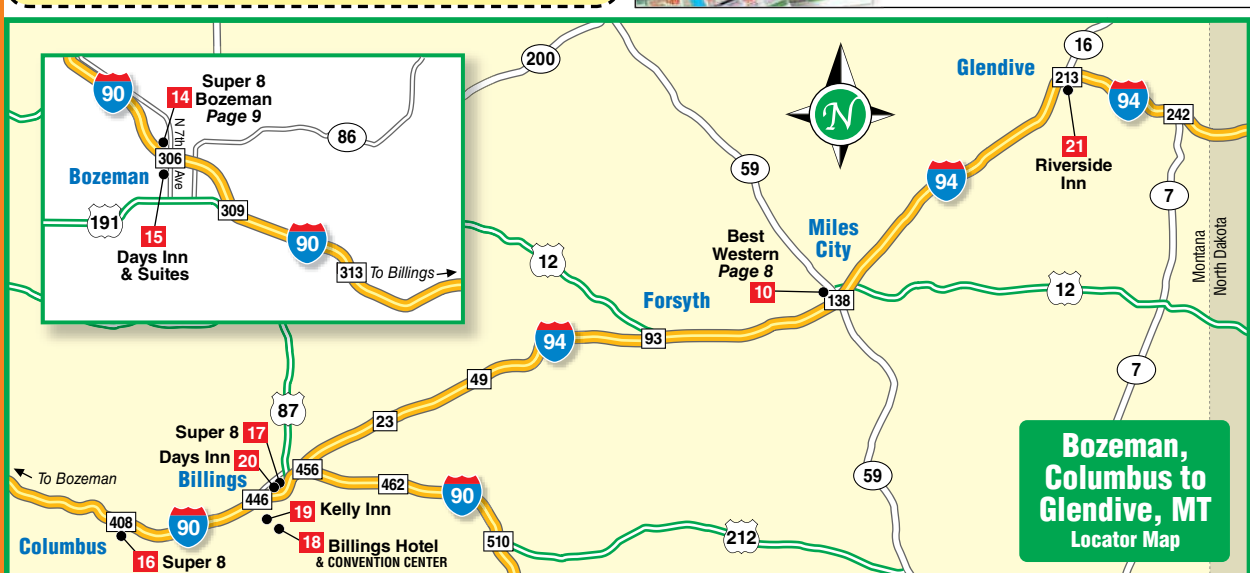 90
14
Super 8
Bozeman
Page 9
N 7th Ave
86
306
Bozeman
191
309
15
Days Inn
& Suites
90
313
To Billings
200
16
Glendive
213
94
242
21
Riverside
Inn
59
94
7
Montana
North Dakota
Miles
City
Best
Western
Page 8
10
138
12
12
Forsyth
94
93
49
7
23
87
Super 8 17
Days Inn 20
Billings
456
462
90
446
To Bozeman
19 Kelly Inn
408
90
Columbus
16 Super 8
18 Billings Hotel
& CONVENTION CENTER
510
212
59
Bozeman,
Columbus to
Glendive, MT
Locator Map
N